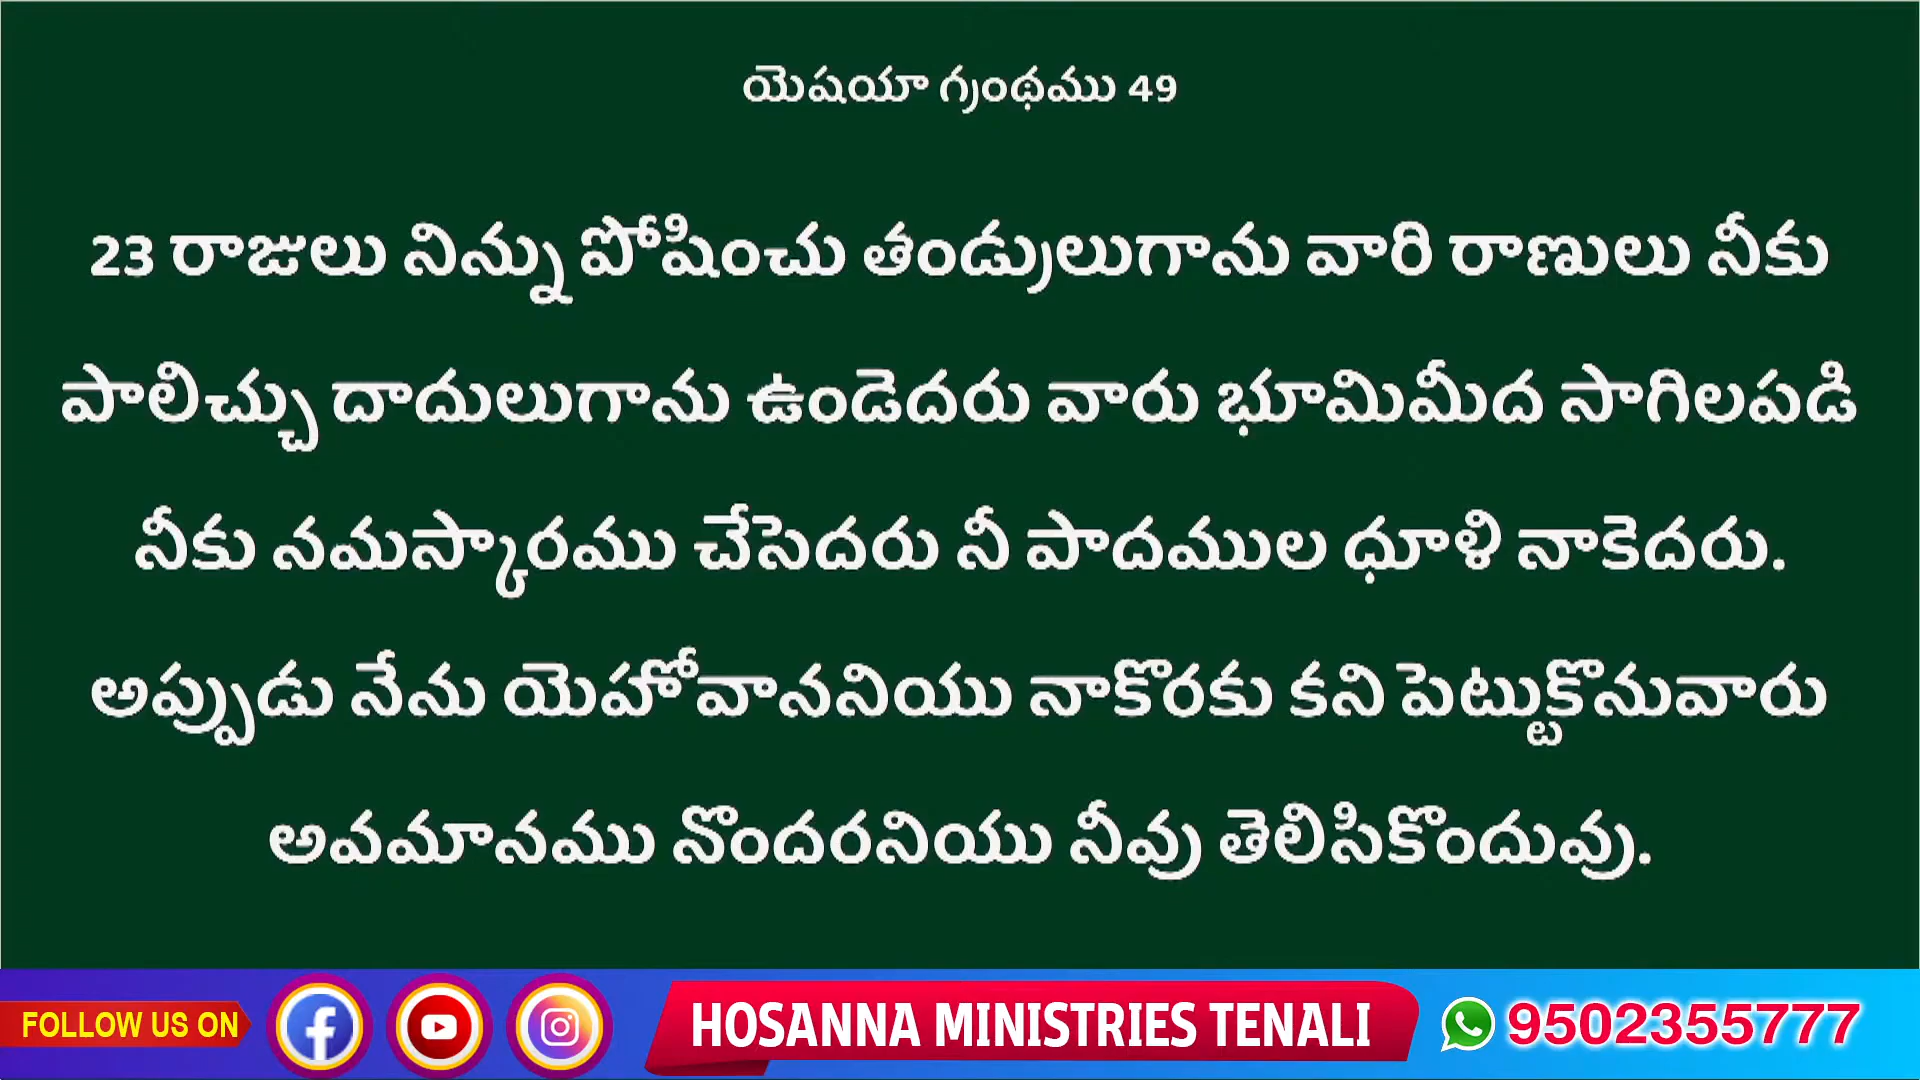 యెషయా గ్రంథము 49
23 రాజులు నిన్ను పోషించు తండ్రులుగాను వారి రాణులు నీకు
పాలిచ్చు దాదులుగాను ఉండెదరు వారు భూమిమీద సాగిలపడి
నీకు నమస్కారము చేసెదరు నీ పాదముల ధూళి నాకెదరు.
అప్పుడు నేను యెహోవాననియు నాకొరకు కని పెట్టుకొనువారు
అవమానము నొందరనియు నీవు తెలిసికొందువు.
FOLLOW US ON HOSANNA MINISTRIES TENALI 9502355777